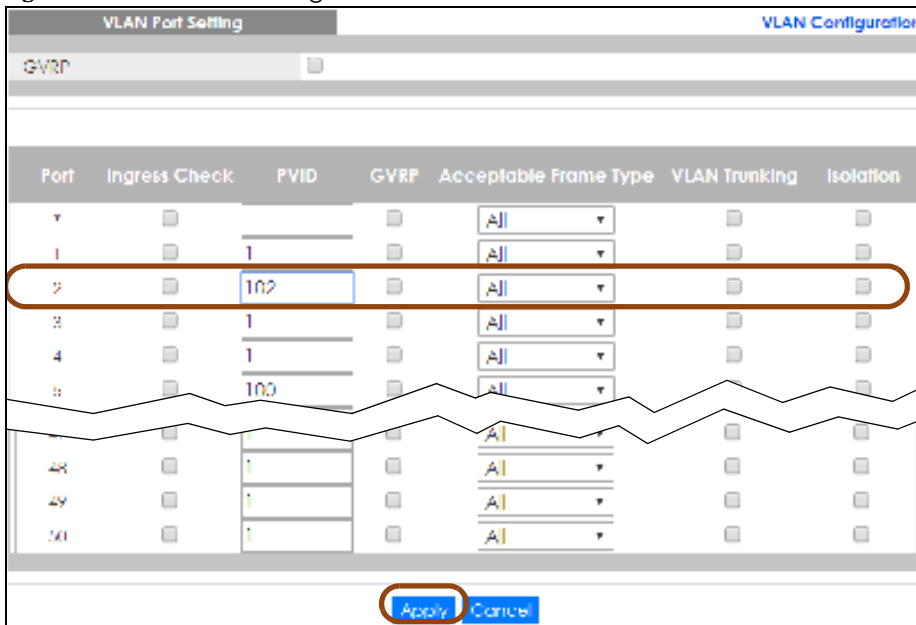 VLAN Port Setting VLAN Configuration
GVRP
Port Ingress Check PVID GVRP Acceptable Frame Type VLAN Trunking Isolation
* All
1 1 All
2 102 All
3 1 All
4 1 All
5 100 All
1 All
48 1 All
49 1 All
50 1 All
Apply Cancel